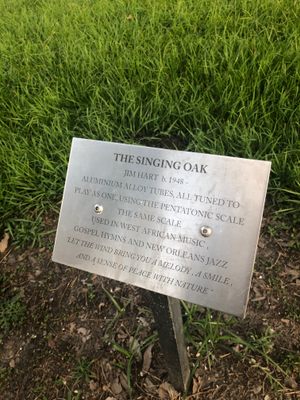 THE SINGING OAK
JIM HART b. 1948 -
ALUMINIUM ALLOY TUBES, ALL TUNED TO
PLAY AS ONE, USING THE PENTATONIC SCALE
THE SAME SCALE
USED IN WEST AFRICAN MUSIC,
GOSPEL HYMNS AND NEW ORLEANS JAZZ
LET THE WIND BRING YOU A MELODY, A SMILE,
AND A SENSE OF PEACE WITH NATURE -